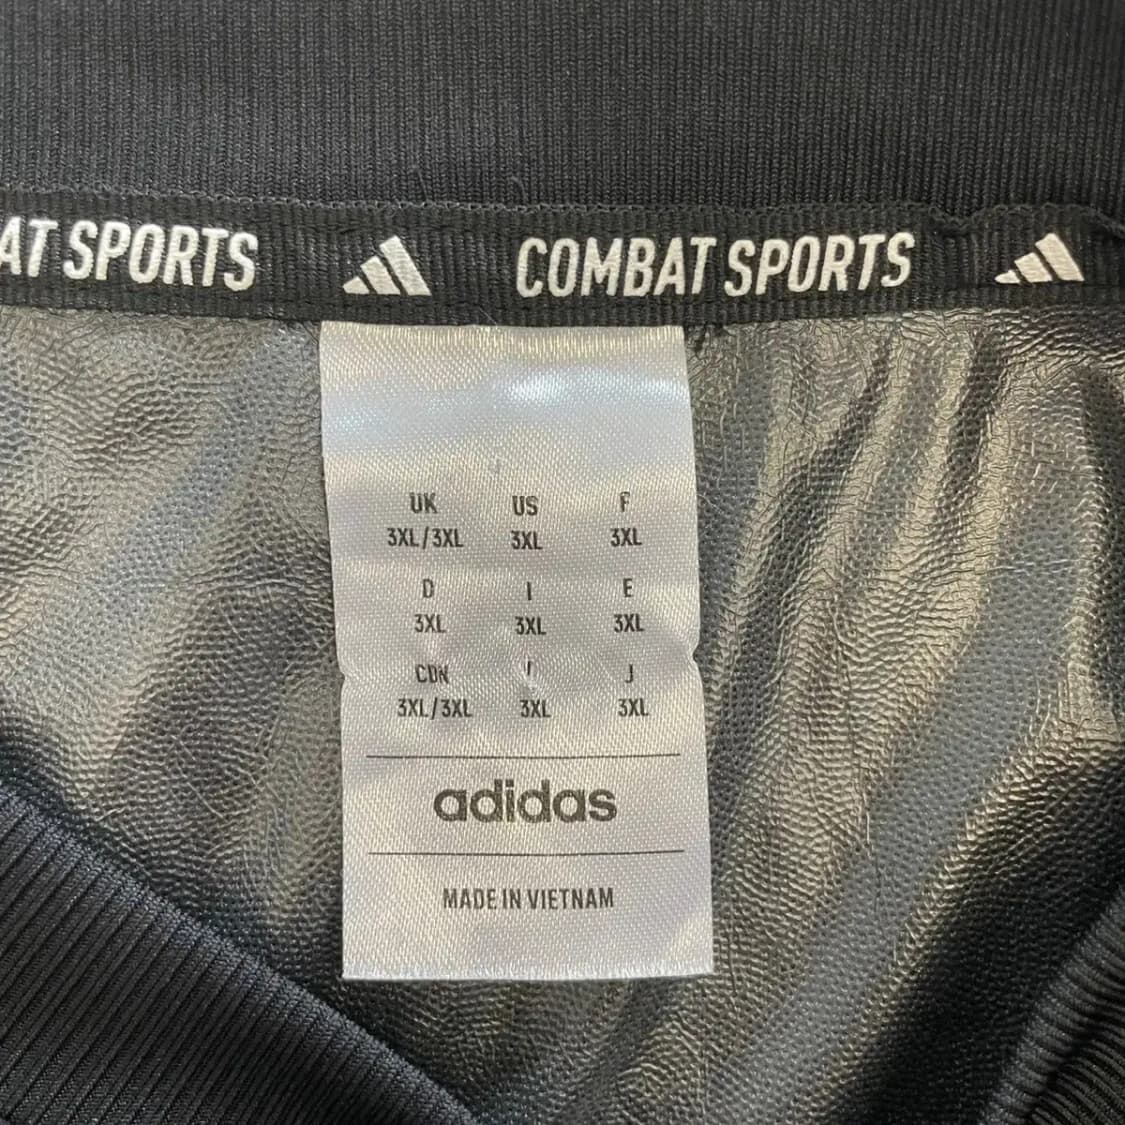 AT SPORTS COMBAT SPORTS
UK US F
3XL/3XL 3XL 3XL
D I E
3XL 3XL 3XL
CDN J
3XL/3XL 3XL 3XL
adidas
MADE IN VIETNAM